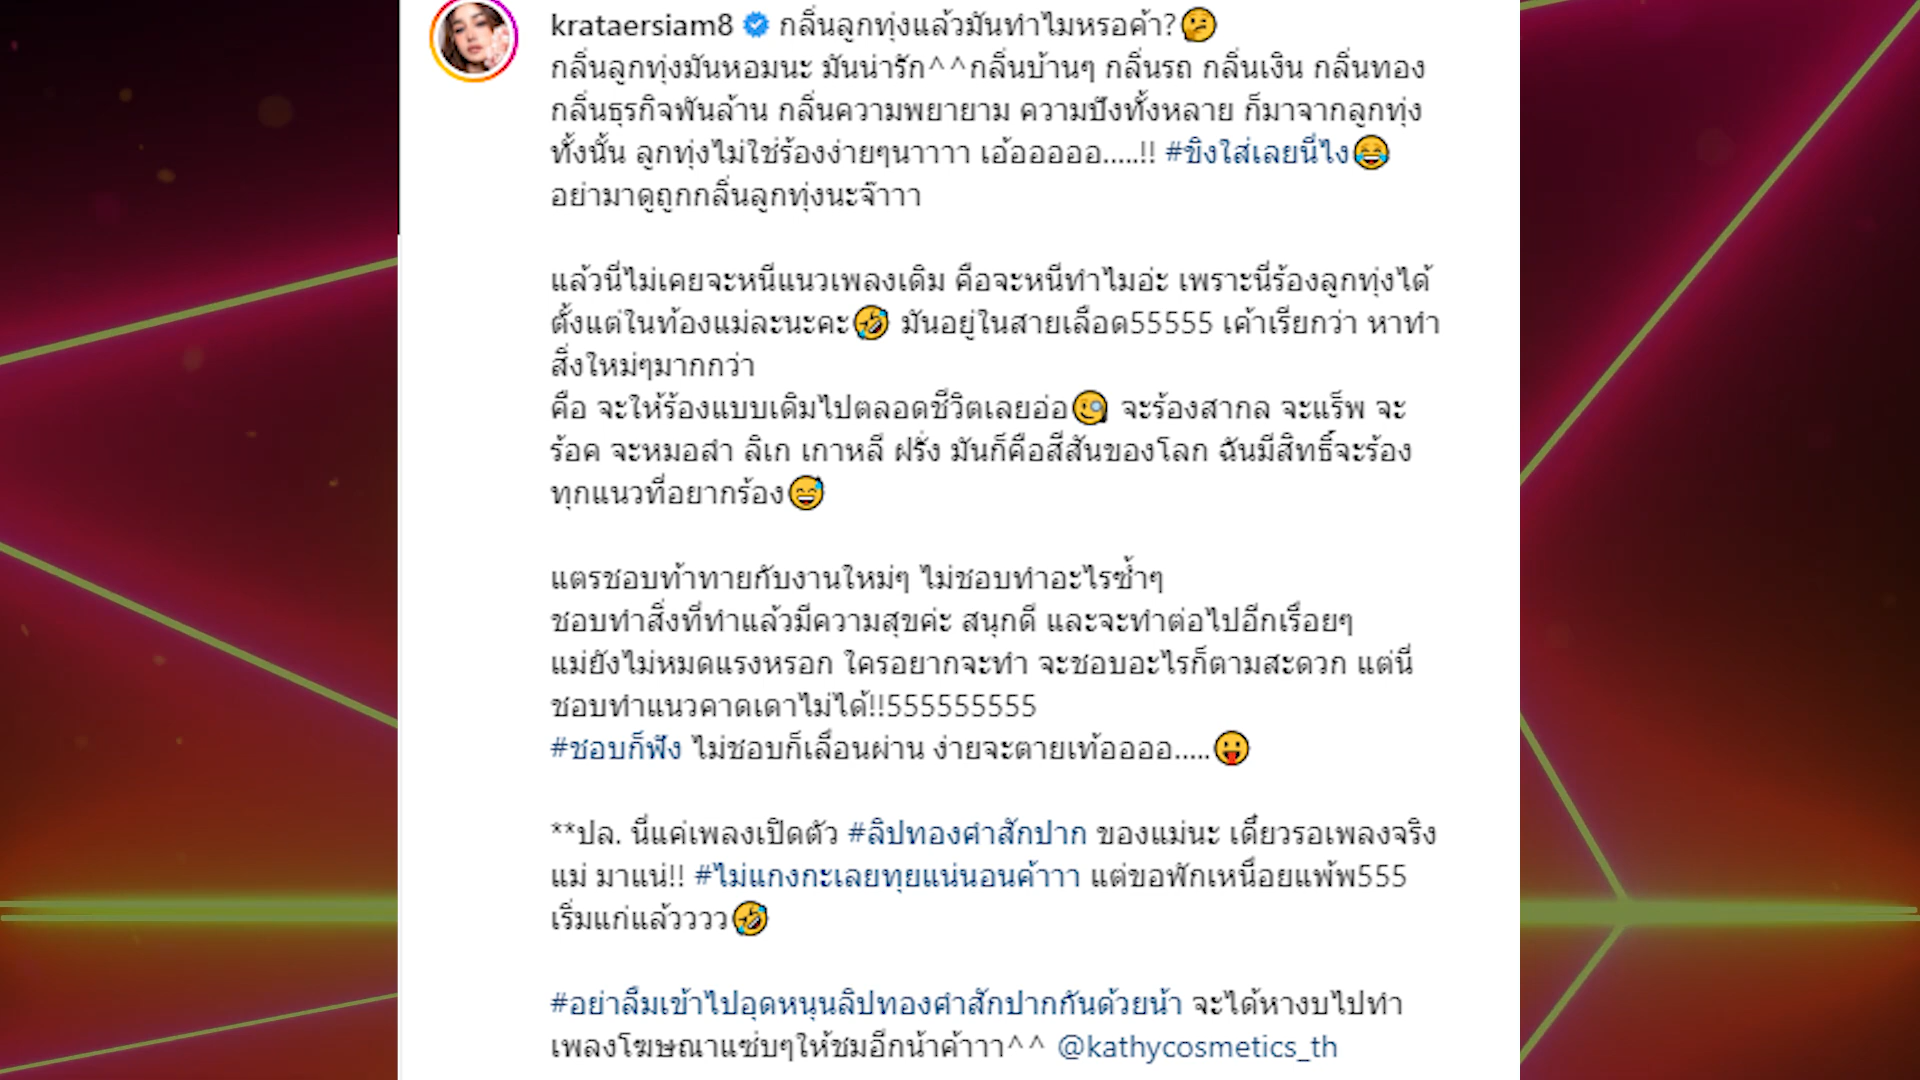 krataersiam8 กลิ่นลูกทุ่งแล้วมันทำไมหรอค้า?🤔
กลิ่นลูกทุ่งมันหอมนะ มันน่ารัก^^กลิ่นบ้านๆ กลิ่นรถ กลิ่นเงิน กลิ่นทอง
กลิ่นธุรกิจพันล้าน กลิ่นความพยายาม ความปังทั้งหลาย ก็มาจากลูกทุ่ง
ทั้งนั้น ลูกทุ่งไม่ใช่ร้องง่ายๆนาาาา เอ้อออออ.....!! #ขิงใส่เลยนี่ไง😂
อย่ามาดูถูกกลิ่นลูกทุ่งนะจ๊าาา
แล้วนี่ไม่เคยจะหนีแนวเพลงเดิม คือจะหนีทำไมอ่ะ เพราะนี่ร้องลูกทุ่งได้
ตั้งแต่ในท้องแม่ละนะคะ🤣 มันอยู่ในสายเลือด55555 เค้าเรียกว่า หาทำ
สิ่งใหม่ๆมากกว่า
คือ จะให้ร้องแบบเดิมไปตลอดชีวิตเลยอ่อ🧐 จะร้องสากล จะแร็พ จะ
ร้อค จะหมอลำ ลิเก เกาหลี ฝรั่ง มันก็คือสีสันของโลก ฉันมีสิทธิ์จะร้อง
ทุกแนวที่อยากร้อง😅
แตรชอบท้าทายกับงานใหม่ๆ ไม่ชอบทำอะไรซ้ำๆ
ชอบทำสิ่งที่ทำแล้วมีความสุขค่ะ สนุกดี และจะทำต่อไปอีกเรื่อยๆ
แม่ยังไม่หมดแรงหรอก ใครอยากจะทำ จะชอบอะไรก็ตามสะดวก แต่นี่
ชอบทำแนวคาดเดาไม่ได้!!555555555
#ชอบก็ฟัง ไม่ชอบก็เลื่อนผ่าน ง่ายจะตายเท้ออออ.....😛
**ปล. นี่แค่เพลงเปิดตัว #ลิปทองคำสักปาก ของแม่นะ เดี๋ยวรอเพลงจริง
แม่ มาแน่!! #ไม่แกงกะเลยทุยแน่นอนค้าาา แต่ขอพักเหนื่อยแพ้พ555
เริ่มแก่แล้วววว🤣
#อย่าลืมเข้าไปอุดหนุนลิปทองคำสักปากกันด้วยน้า จะได้หางบไปทำ
เพลงโฆษณาแซ่บๆให้ชมอีกน้าค้าาา^^ @kathycosmetics_th